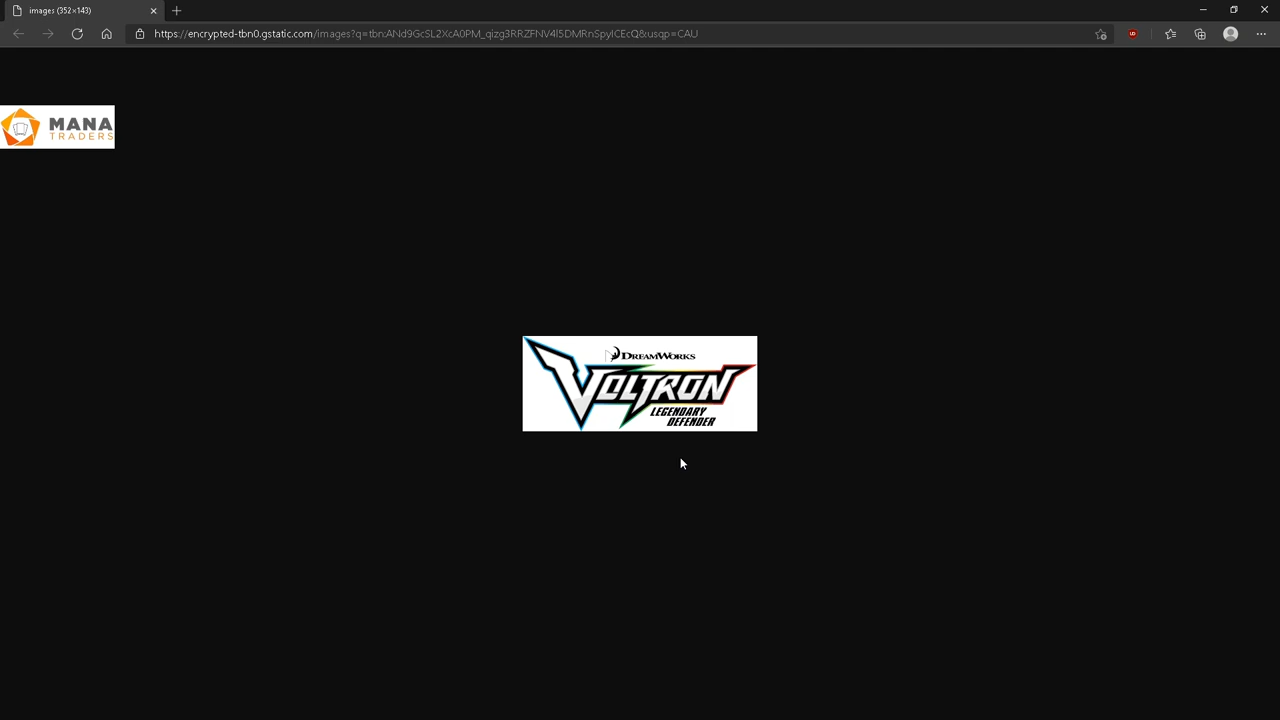 images (352×143)
https://encrypted-tbn0.gstatic.com/images?q=tbn:ANd9GcSL2XcA0PM_qizg3RRZFNV4l5DMRnSpyICEcQ&usqp=CAU
MANA
TRADERS
DREAMWORKS
VOLTRON
LEGENDARY
DEFENDER